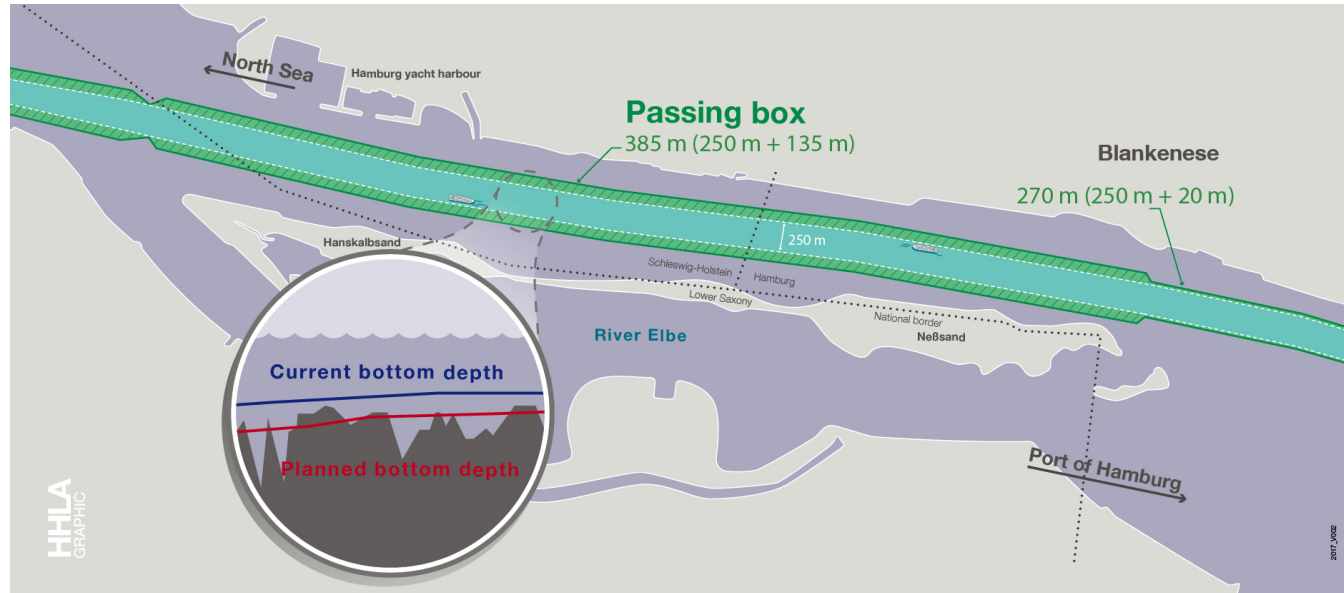 North Sea
Hamburg yacht harbour
Passing box
385 m (250 m + 135 m)
Blankenese
270 m (250 m + 20 m)
250 m
Hanskalbsand
Schleswig-Holstein
Hamburg
Lower Saxony
National border
Neßsand
River Elbe
Current bottom depth
Planned bottom depth
Port of Hamburg
HHLA
GRAPHIC
2017_V002